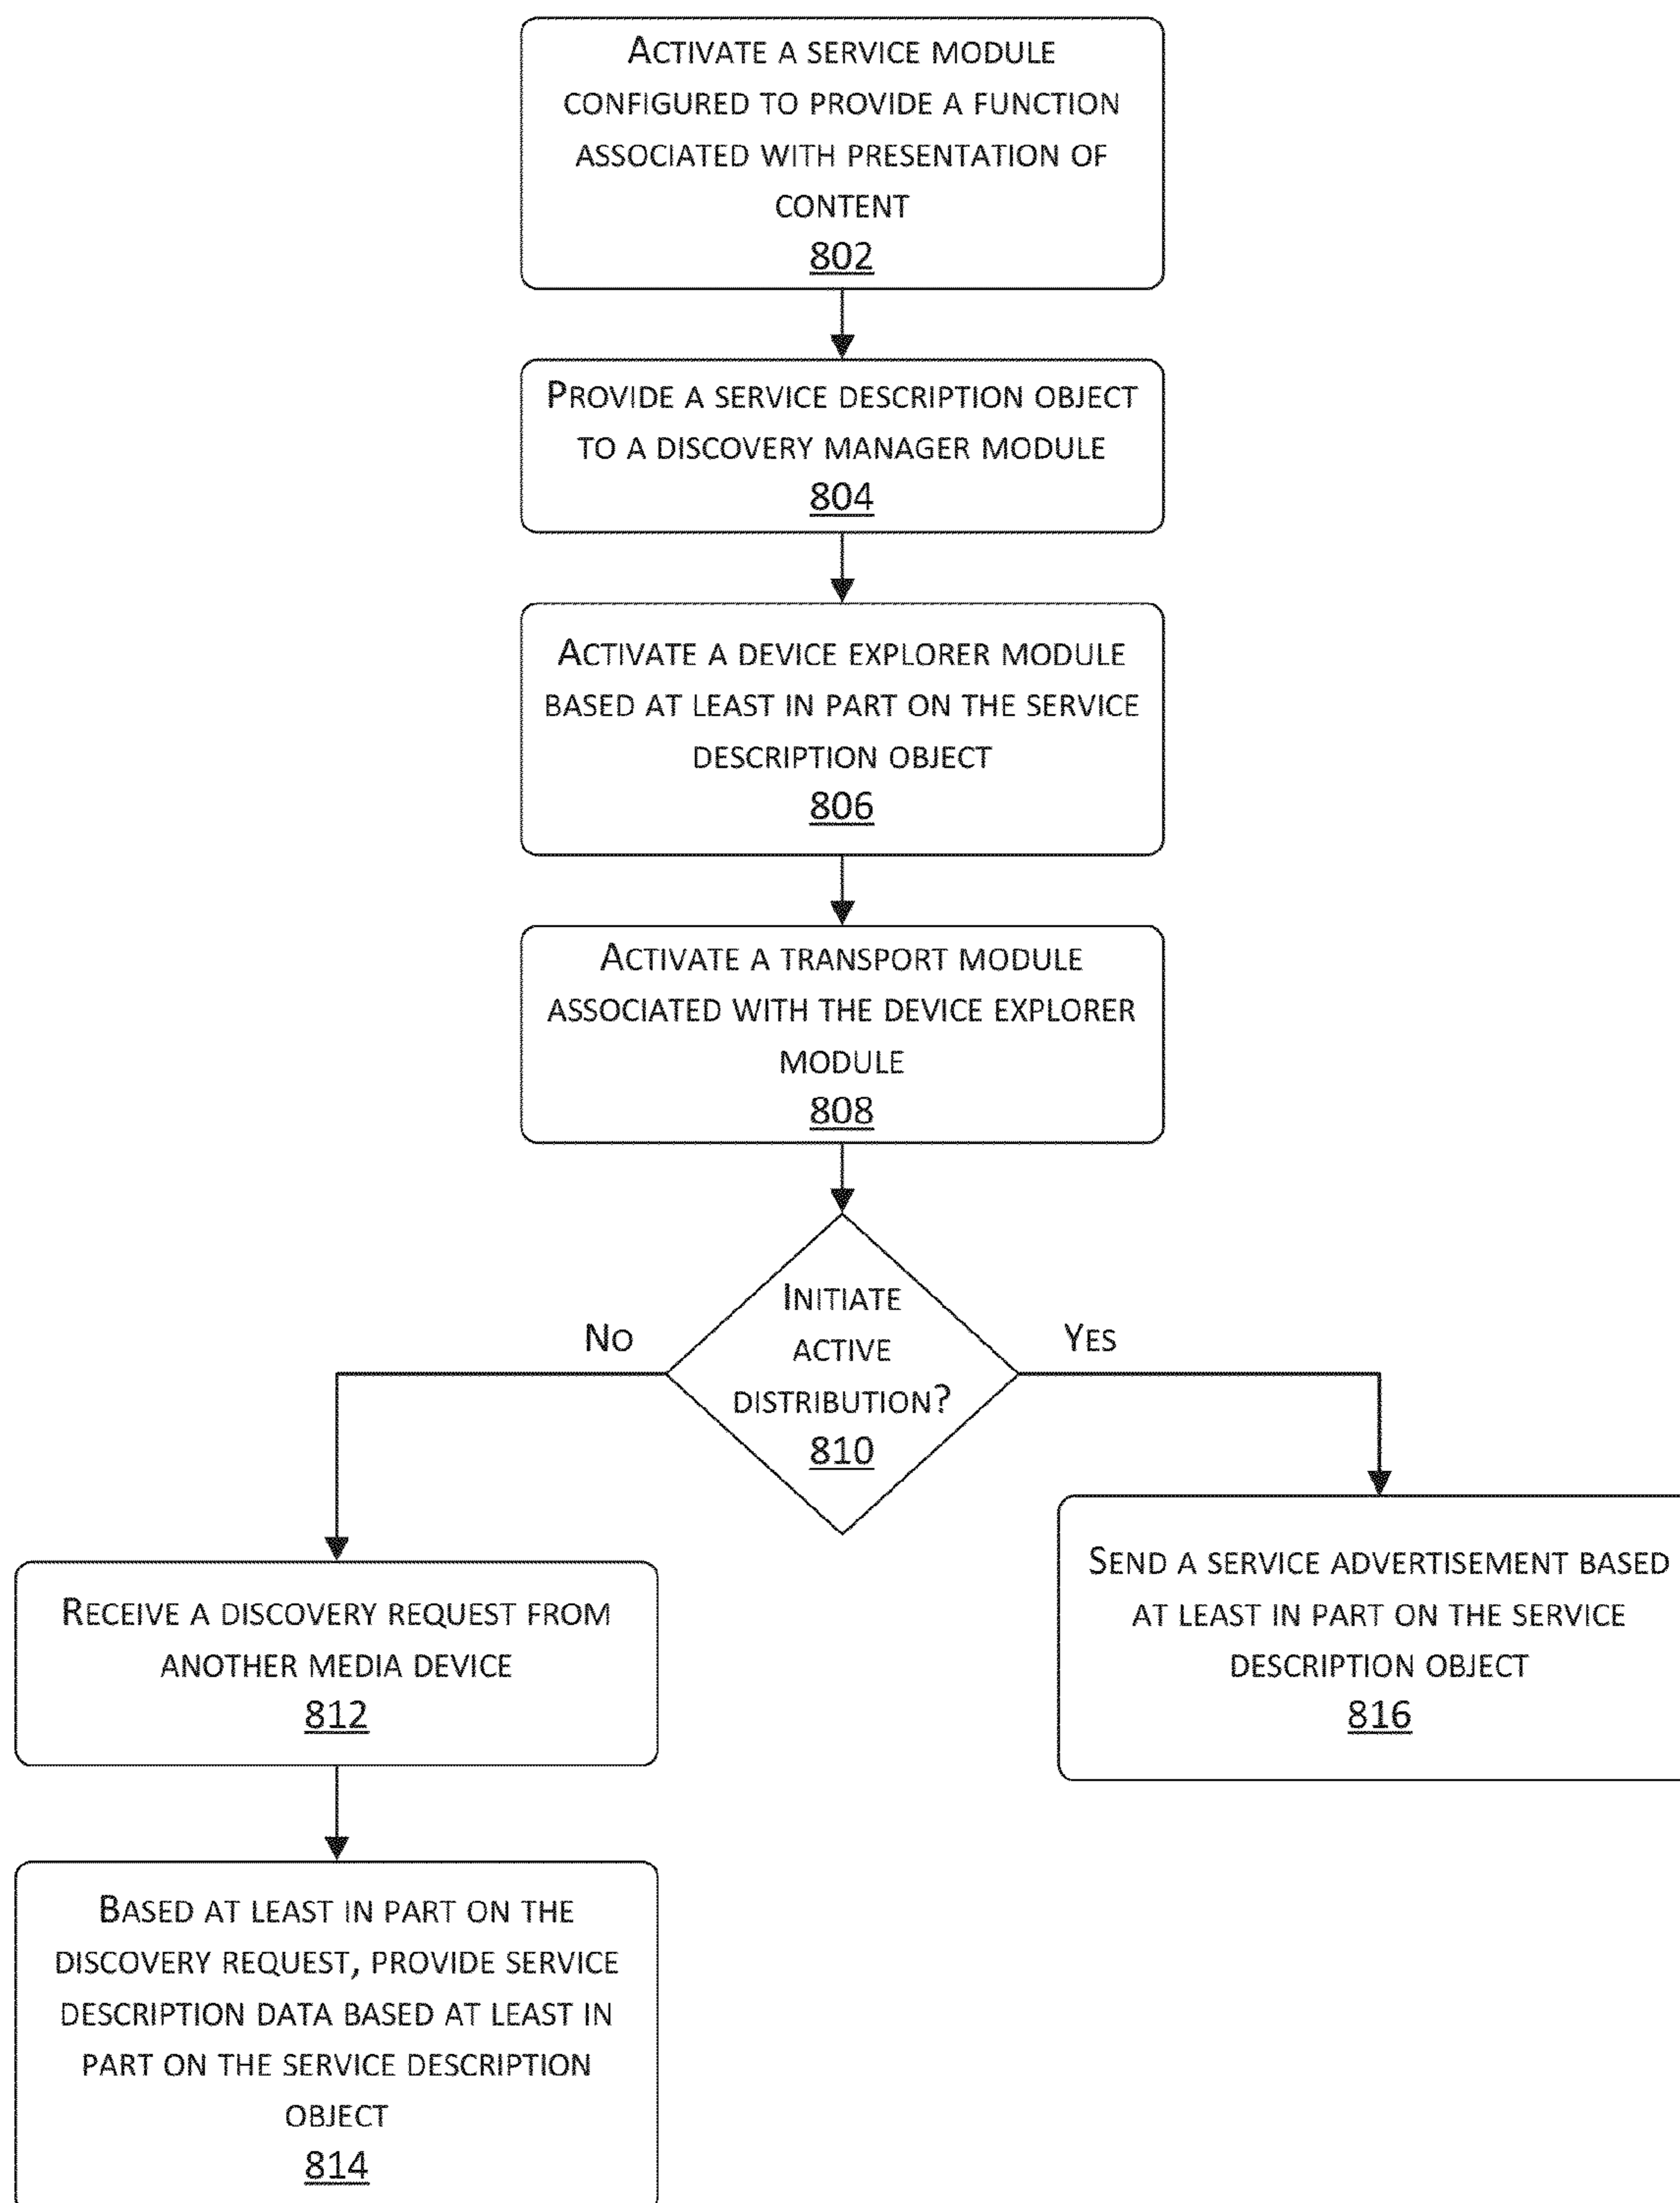 Activate a service module
configured to provide a function
associated with presentation of
content
802
Provide a service description object
to a discovery manager module
804
Activate a device explorer module
based at least in part on the service
description object
806
Activate a transport module
associated with the device explorer
module
808
Initiate
active
distribution?
810
No
Yes
Receive a discovery request from
another media device
812
Send a service advertisement based
at least in part on the service
description object
816
Based at least in part on the
discovery request, provide service
description data based at least in
part on the service description
object
814